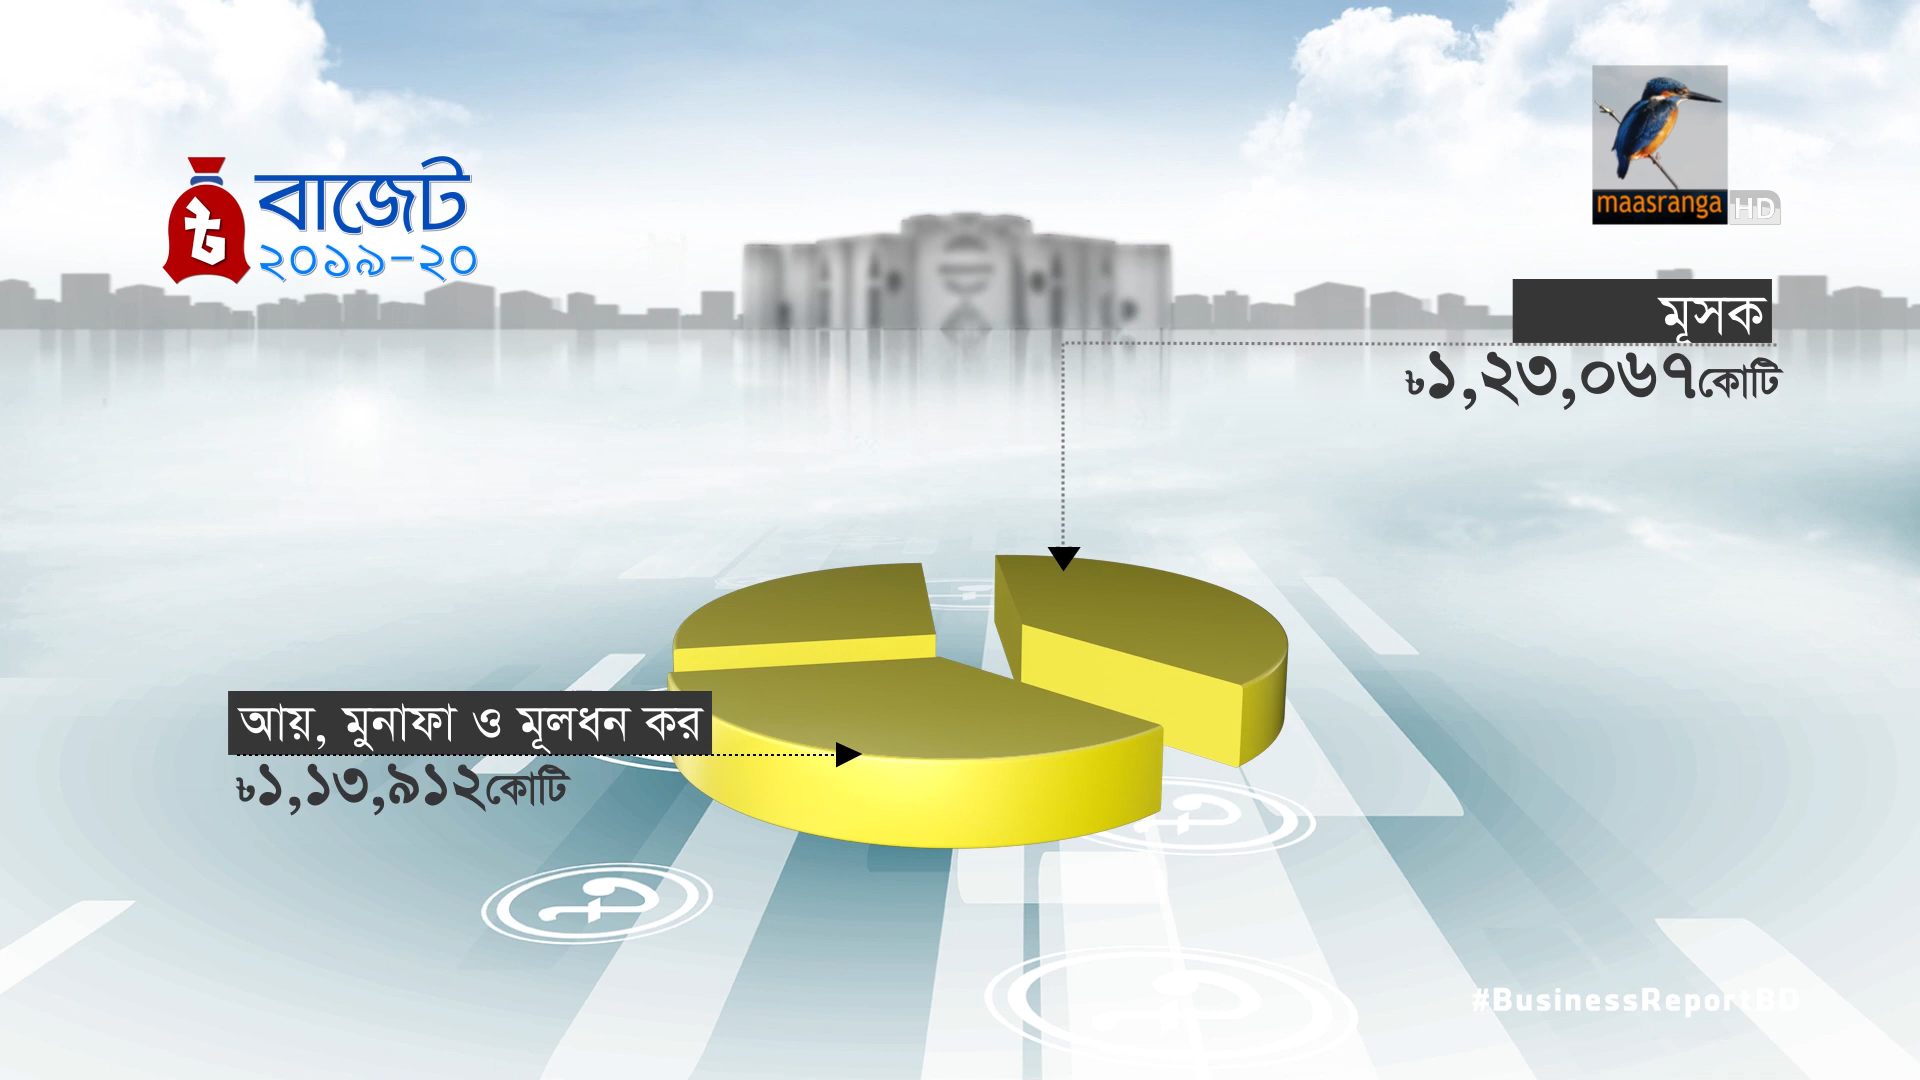 বাজেট
২০১৯-২০
maasranga HD
মূসক
৳১,২৩,০৬৭কোটি
আয়, মুনাফা ও মূলধন কর
৳১,১৩,৯১২কোটি
#BusinessReportBD